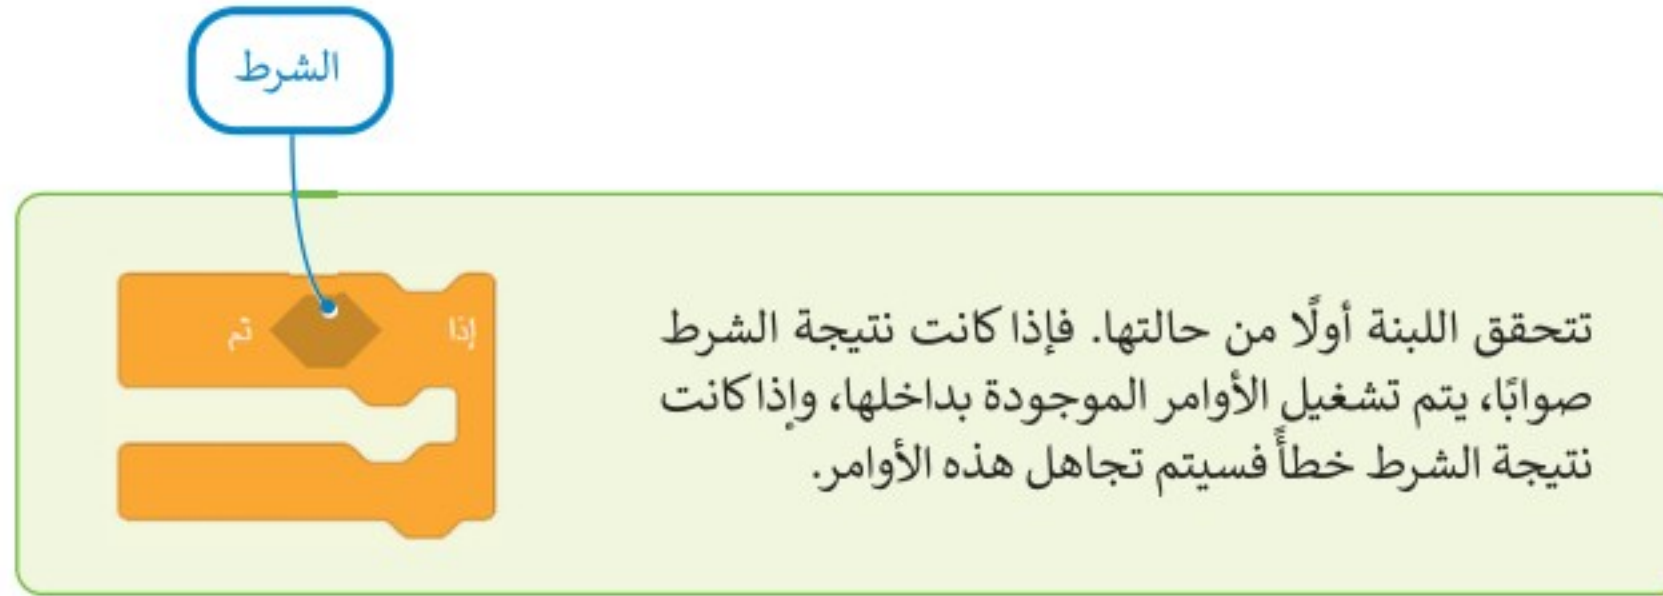 الشرط
إذا ثم
تتحقق اللبنة أولًا من حالتها. فإذا كانت نتيجة الشرط
صوابًا، يتم تشغيل الأوامر الموجودة بداخلها، وإذا كانت
نتيجة الشرط خطأً فسيتم تجاهل هذه الأوامر.